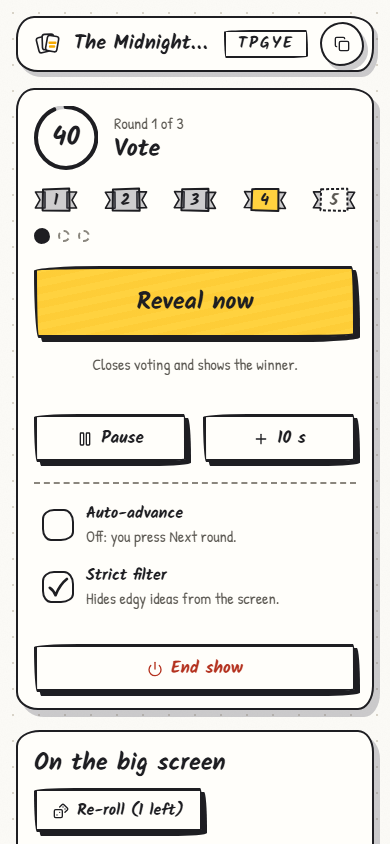 The Midnight...
TPGYE
40
Round 1 of 3
Vote
1 2 3 4 5
Reveal now
Closes voting and shows the winner.
Pause
+ 10 s
Auto-advance
Off: you press Next round.
Strict filter
Hides edgy ideas from the screen.
End show
On the big screen
Re-roll (1 left)